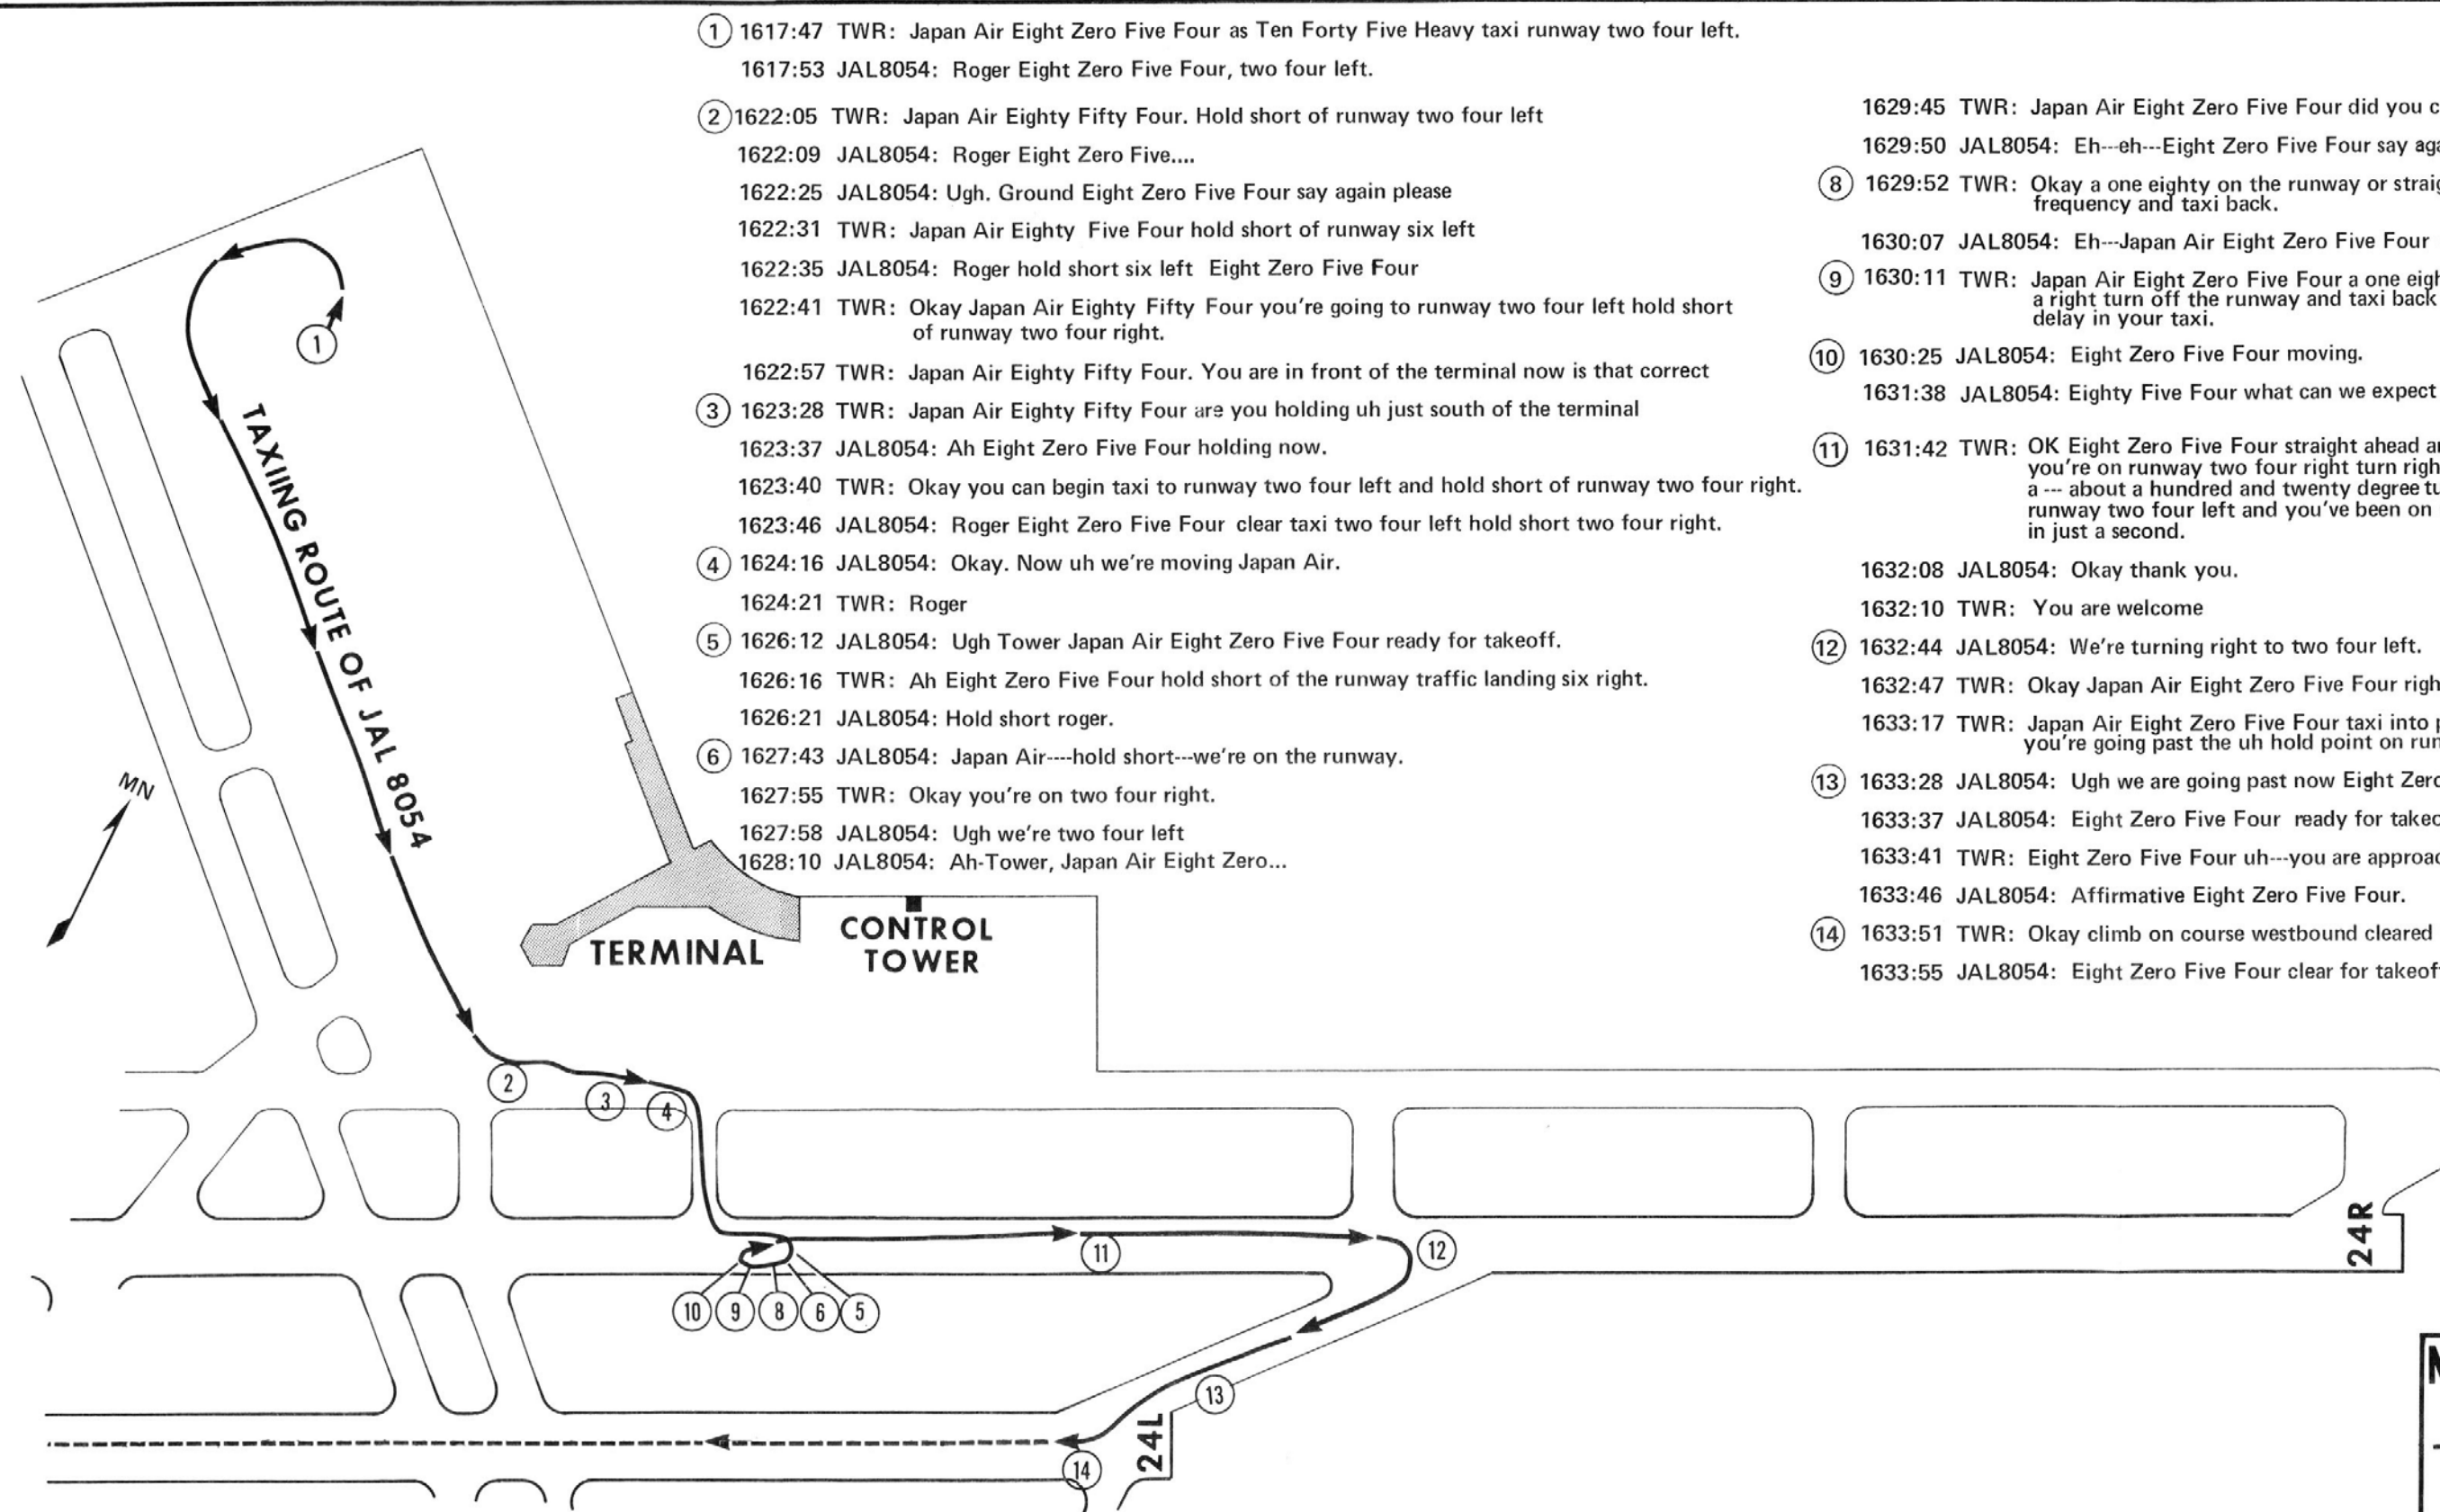 ① 1617:47 TWR: Japan Air Eight Zero Five Four as Ten Forty Five Heavy taxi runway two four left.
1617:53 JAL8054: Roger Eight Zero Five Four, two four left.
② 1622:05 TWR: Japan Air Eighty Fifty Four. Hold short of runway two four left
1622:09 JAL8054: Roger Eight Zero Five....
1622:25 JAL8054: Ugh. Ground Eight Zero Five Four say again please
1622:31 TWR: Japan Air Eighty Five Four hold short of runway six left
1622:35 JAL8054: Roger hold short six left Eight Zero Five Four
1622:41 TWR: Okay Japan Air Eighty Fifty Four you're going to runway two four left hold short
of runway two four right.
1622:57 TWR: Japan Air Eighty Fifty Four. You are in front of the terminal now is that correct
③ 1623:28 TWR: Japan Air Eighty Fifty Four are you holding uh just south of the terminal
1623:37 JAL8054: Ah Eight Zero Five Four holding now.
1623:40 TWR: Okay you can begin taxi to runway two four left and hold short of runway two four right.
1623:46 JAL8054: Roger Eight Zero Five Four clear taxi two four left hold short two four right.
④ 1624:16 JAL8054: Okay. Now uh we're moving Japan Air.
1624:21 TWR: Roger
⑤ 1626:12 JAL8054: Ugh Tower Japan Air Eight Zero Five Four ready for takeoff.
1626:16 TWR: Ah Eight Zero Five Four hold short of the runway traffic landing six right.
1626:21 JAL8054: Hold short roger.
⑥ 1627:43 JAL8054: Japan Air----hold short---we're on the runway.
1627:55 TWR: Okay you're on two four right.
1627:58 JAL8054: Ugh we're two four left
1628:10 JAL8054: Ah-Tower, Japan Air Eight Zero...
1629:45 TWR: Japan Air Eight Zero Five Four did you
1629:50 JAL8054: Eh---eh---Eight Zero Five Four say
⑧ 1629:52 TWR: Okay a one eighty on the runway or
frequency and taxi back.
1630:07 JAL8054: Eh---Japan Air Eight Zero Five Four
⑨ 1630:11 TWR: Japan Air Eight Zero Five Four a one
a right turn off the runway and taxi back
delay in your taxi.
⑩ 1630:25 JAL8054: Eight Zero Five Four moving.
1631:38 JAL8054: Eighty Five Four what can we expect
⑪ 1631:42 TWR: OK Eight Zero Five Four straight ahead
you're on runway two four right turn
a --- about a hundred and twenty degree
runway two four left and you've been on
in just a second.
1632:08 JAL8054: Okay thank you.
1632:10 TWR: You are welcome
⑫ 1632:44 JAL8054: We're turning right to two four left.
1632:47 TWR: Okay Japan Air Eight Zero Five Four
1633:17 TWR: Japan Air Eight Zero Five Four taxi into
you're going past the uh hold point on
⑬ 1633:28 JAL8054: Ugh we are going past now Eight
1633:37 JAL8054: Eight Zero Five Four ready for
1633:41 TWR: Eight Zero Five Four uh---you are
1633:46 JAL8054: Affirmative Eight Zero Five Four.
⑭ 1633:51 TWR: Okay climb on course westbound cleared
1633:55 JAL8054: Eight Zero Five Four clear for
①
TAXIING ROUTE OF JAL 8054
MN
TERMINAL
CONTROL
TOWER
②
③
④
⑪
⑫
24R
⑩ ⑨ ⑧ ⑥ ⑤
⑬
24L
⑭